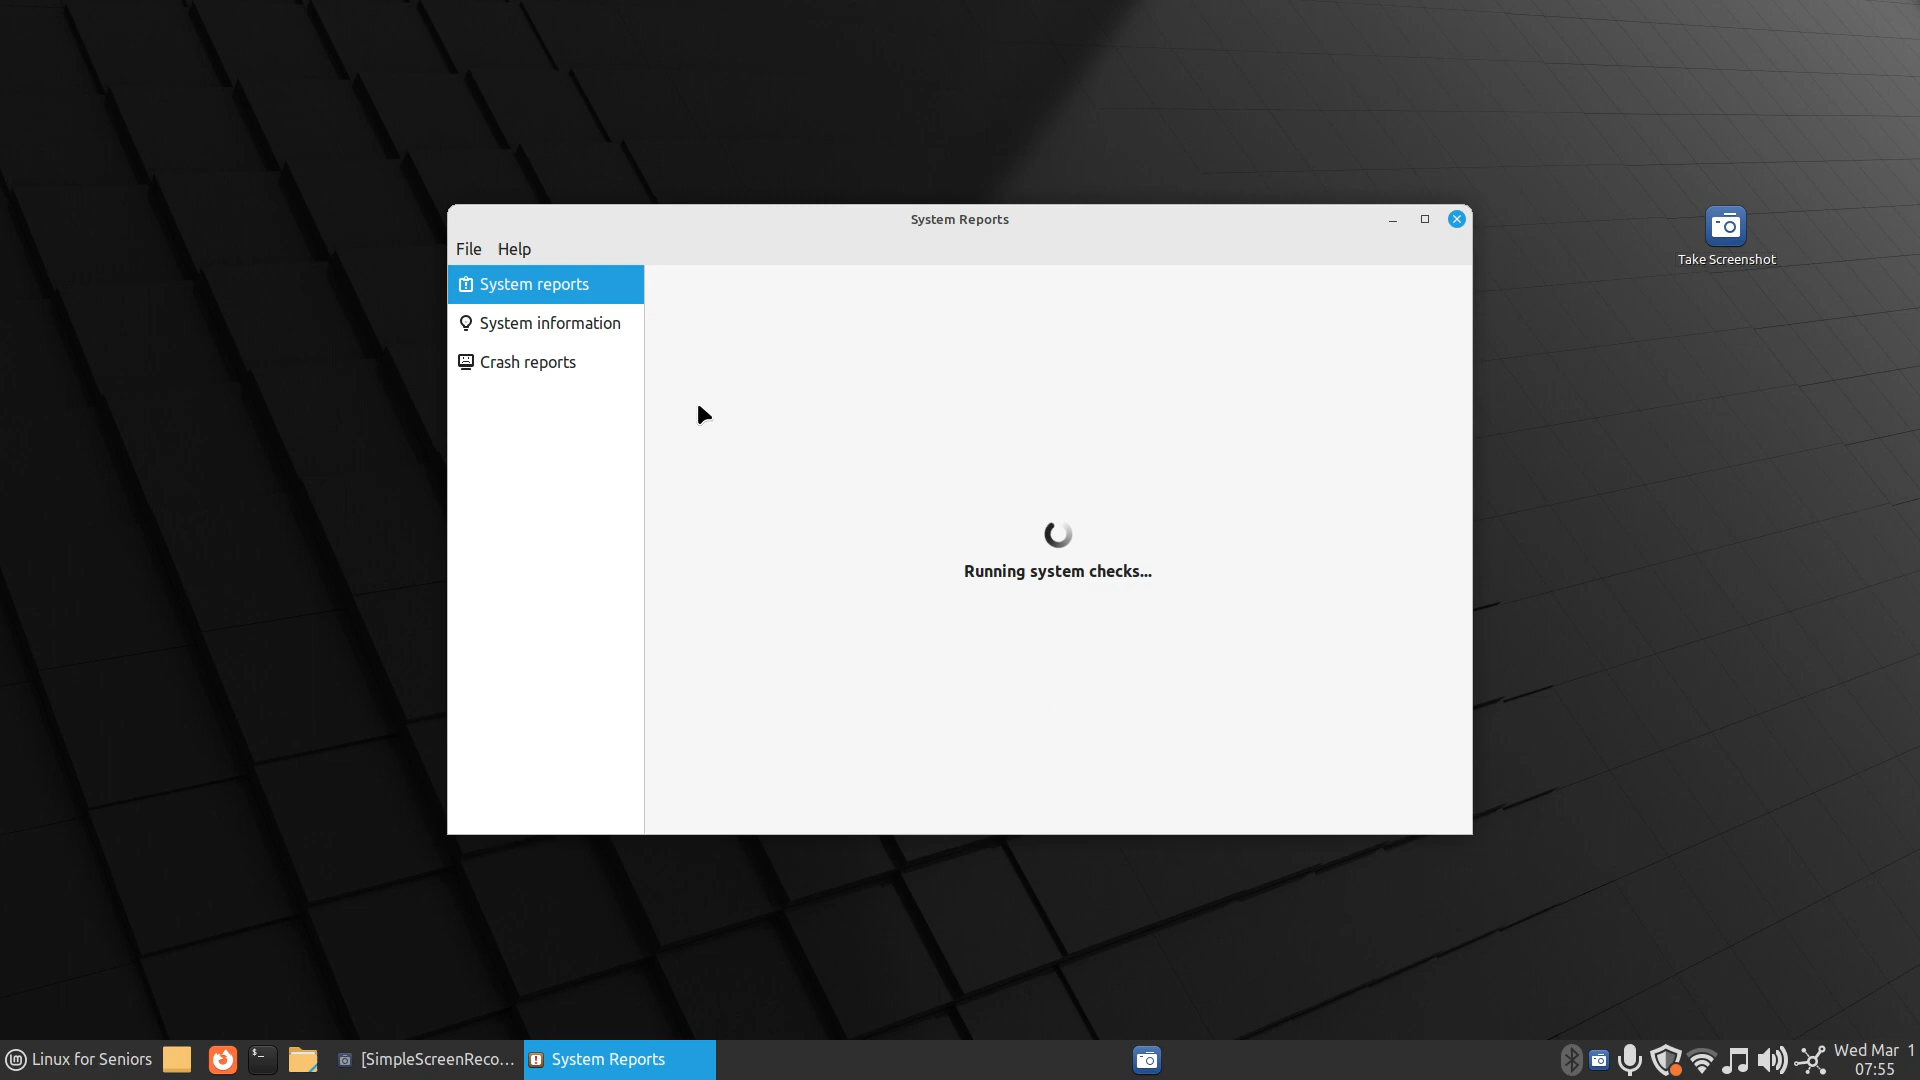 System Reports
File Help
System reports
System information
Crash reports
Running system checks...
Take Screenshot
Linux for Seniors
[SimpleScreenReco...
System Reports
Wed Mar 1
07:55